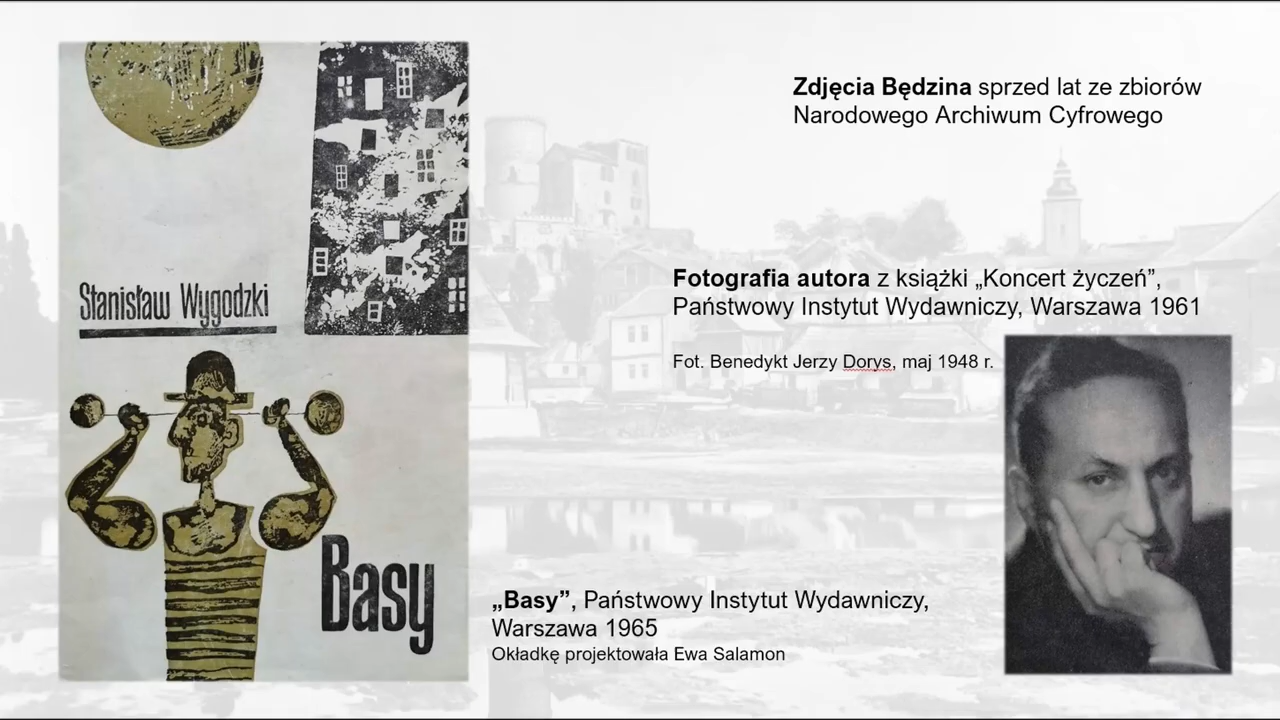 Stanisław Wygodzki
Basy
Zdjęcia Będzina sprzed lat ze zbiorów
Narodowego Archiwum Cyfrowego
Fotografia autora z książki „Koncert życzeń”,
Państwowy Instytut Wydawniczy, Warszawa 1961
Fot. Benedykt Jerzy Dorys, maj 1948 r.
„Basy”, Państwowy Instytut Wydawniczy,
Warszawa 1965
Okładkę projektowała Ewa Salamon